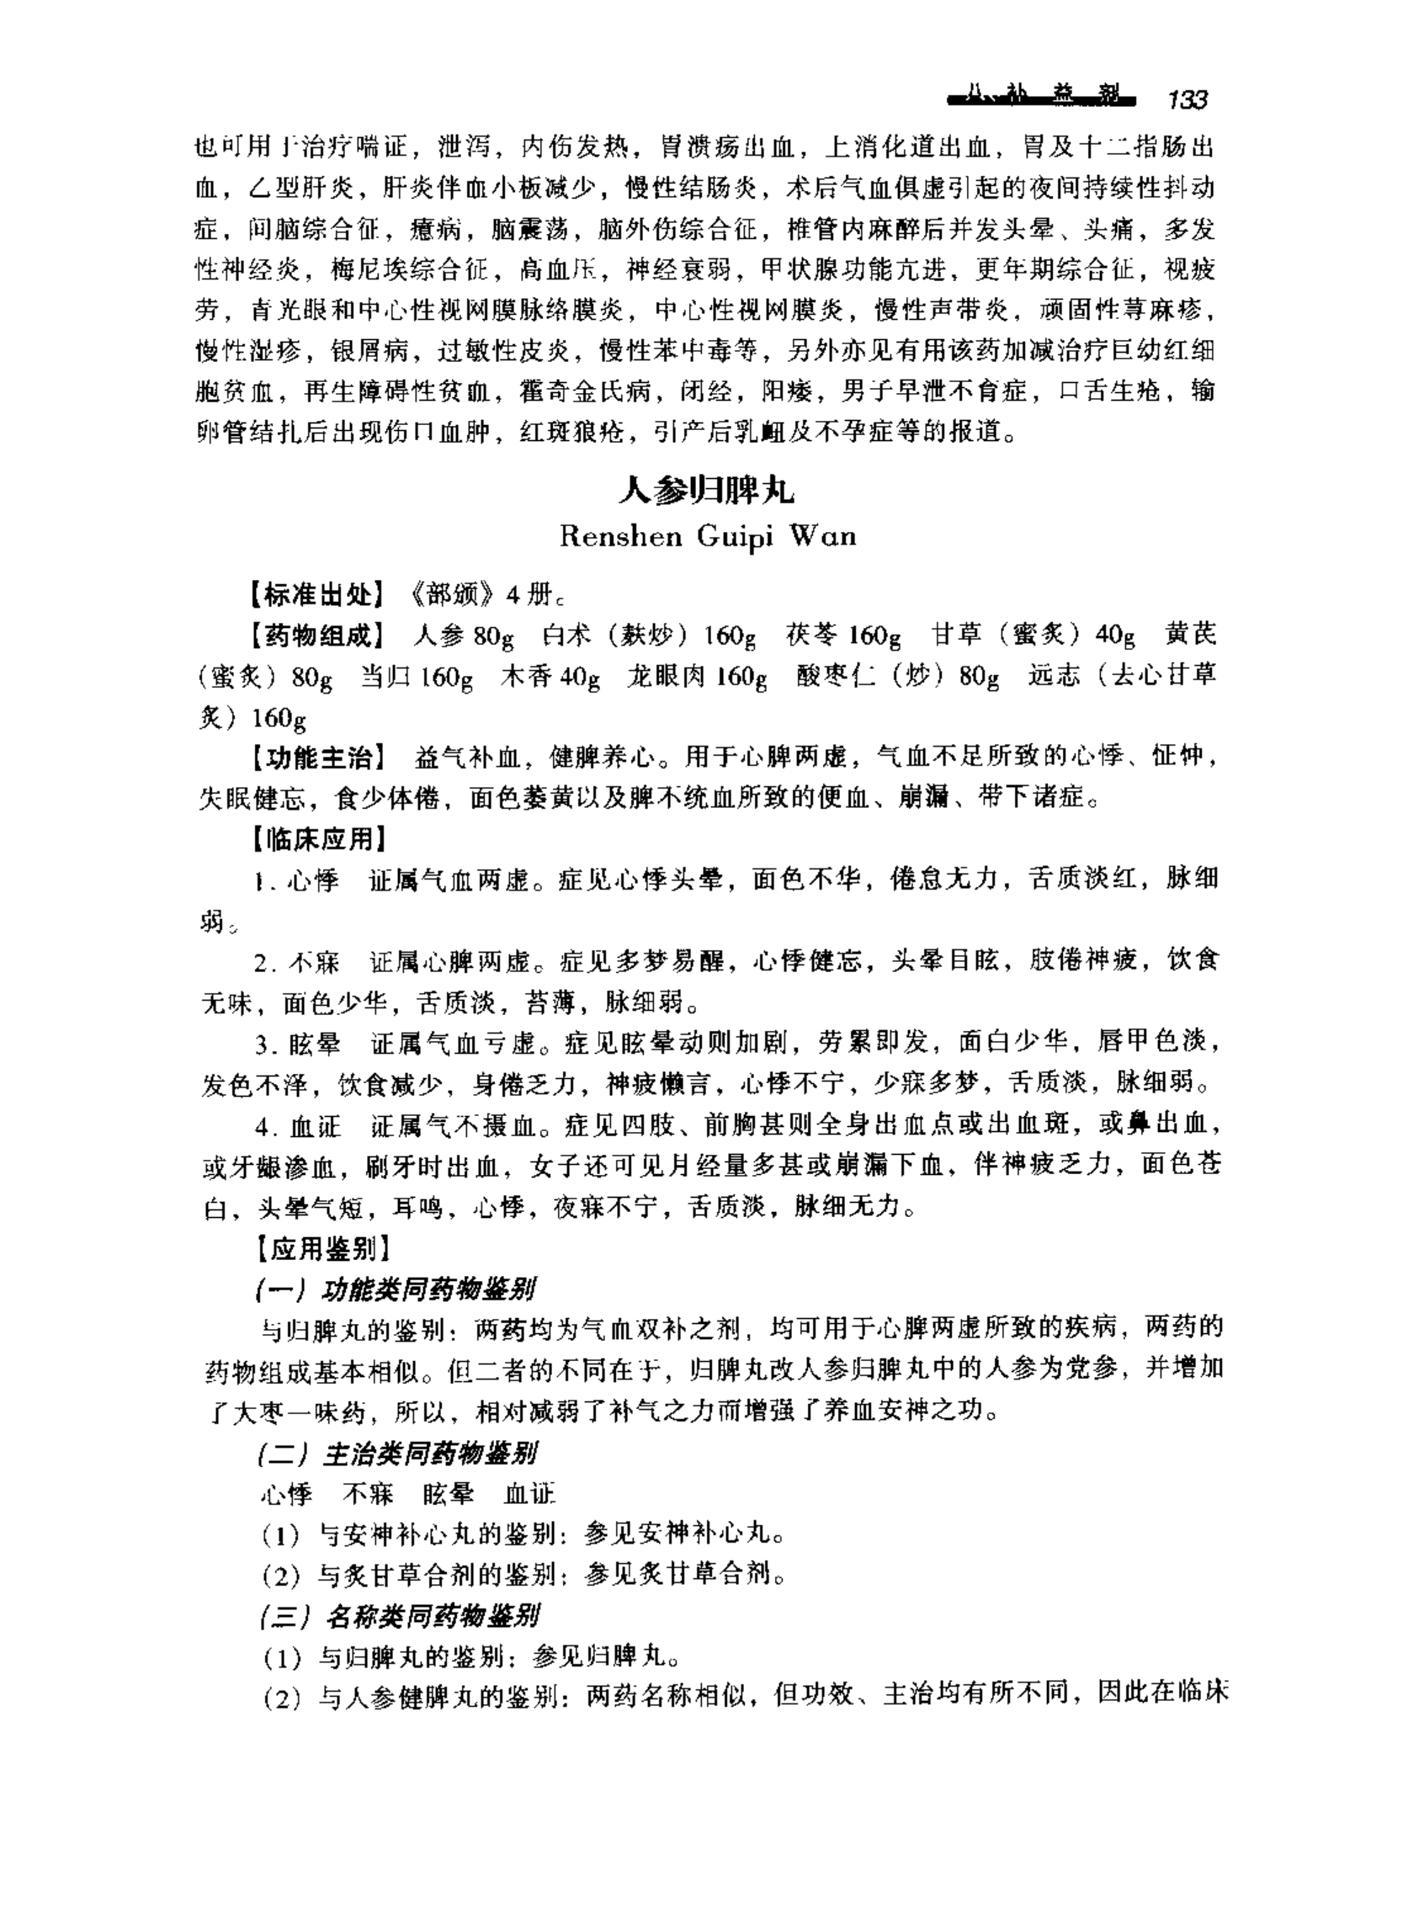 八、补益剂 133
也可用于治疗喘证，泄泻，内伤发热，胃溃疡出血，上消化道出血，胃及十二指肠出
血，乙型肝炎，肝炎伴血小板减少，慢性结肠炎，术后气血俱虚引起的夜间持续性抖动
症，间脑综合征，癔病，脑震荡，脑外伤综合征，椎管内麻醉后并发头晕、头痛，多发
性神经炎，梅尼埃综合征，高血压，神经衰弱，甲状腺功能亢进，更年期综合征，视疲
劳，青光眼和中心性视网膜脉络膜炎，中心性视网膜炎，慢性声带炎，顽固性荨麻疹，
慢性湿疹，银屑病，过敏性皮炎，慢性苯中毒等，另外亦见有用该药加减治疗巨幼红细
胞贫血，再生障碍性贫血，霍奇金氏病，闭经，阳痿，男子早泄不育症，口舌生疮，输
卵管结扎后出现伤口血肿，红斑狼疮，引产后乳衄及不孕症等的报道。
人参归脾丸
Renshen Guipi Wan
【标准出处】《部颁》4 册。
【药物组成】 人参 80g 白术（麸炒）160g 茯苓 160g 甘草（蜜炙）40g 黄芪
（蜜炙）80g 当归 160g 木香 40g 龙眼肉 160g 酸枣仁（炒）80g 远志（去心甘草
炙）160g
【功能主治】 益气补血，健脾养心。用于心脾两虚，气血不足所致的心悸、怔钟，
失眠健忘，食少体倦，面色萎黄以及脾不统血所致的便血、崩漏、带下诸症。
【临床应用】
1. 心悸 证属气血两虚。症见心悸头晕，面色不华，倦怠无力，舌质淡红，脉细
弱。
2. 不寐 证属心脾两虚。症见多梦易醒，心悸健忘，头晕目眩，肢倦神疲，饮食
无味，面色少华，舌质淡，苔薄，脉细弱。
3. 眩晕 证属气血亏虚。症见眩晕动则加剧，劳累即发，面白少华，唇甲色淡，
发色不泽，饮食减少，身倦乏力，神疲懒言，心悸不宁，少寐多梦，舌质淡，脉细弱。
4. 血证 证属气不摄血。症见四肢、前胸甚则全身出血点或出血斑，或鼻出血，
或牙龈渗血，刷牙时出血，女子还可见月经量多甚或崩漏下血，伴神疲乏力，面色苍
白，头晕气短，耳鸣，心悸，夜寐不宁，舌质淡，脉细无力。
【应用鉴别】
（一）功能类同药物鉴别
与归脾丸的鉴别：两药均为气血双补之剂，均可用于心脾两虚所致的疾病，两药的
药物组成基本相似。但二者的不同在于，归脾丸改人参归脾丸中的人参为党参，并增加
了大枣一味药，所以，相对减弱了补气之力而增强了养血安神之功。
（二）主治类同药物鉴别
心悸 不寐 眩晕 血证
（1）与安神补心丸的鉴别：参见安神补心丸。
（2）与炙甘草合剂的鉴别：参见炙甘草合剂。
（三）名称类同药物鉴别
（1）与归脾丸的鉴别：参见归脾丸。
（2）与人参健脾丸的鉴别：两药名称相似，但功效、主治均有所不同，因此在临床